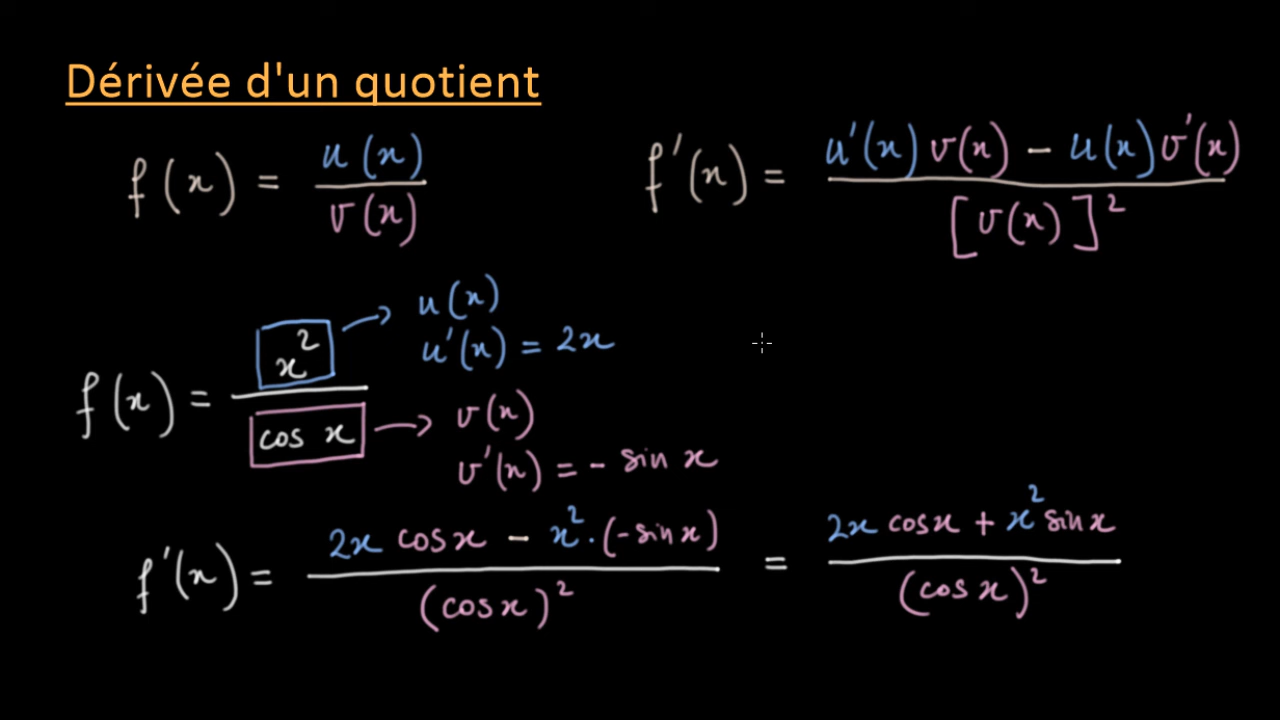 Dérivée d'un quotient
f(x) = u(x) / v(x)
f'(x) = u'(x) v(x) - u(x) v'(x) / [v(x)]²
f(x) = x² / cos x
u(x)
u'(x) = 2x
v(x)
v'(x) = - sin x
f'(x) = 2x cos x - x² · (-sin x) / (cos x)² = 2x cos x + x² sin x / (cos x)²